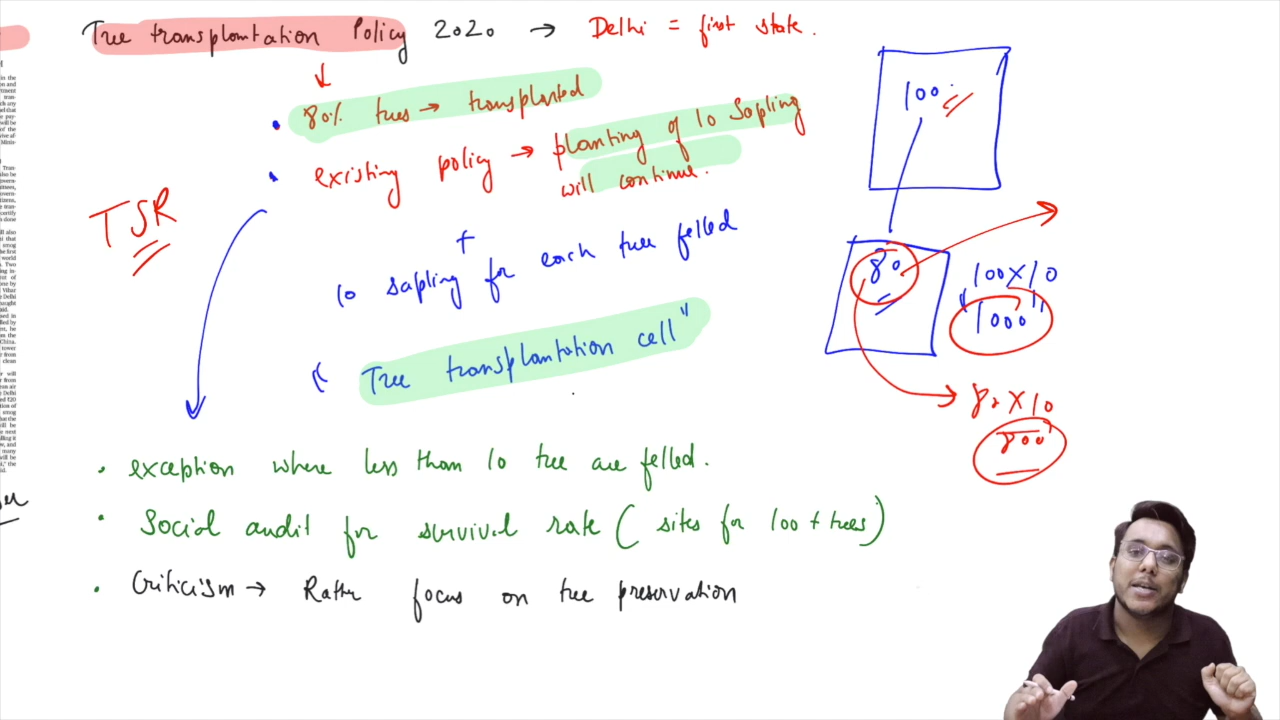 Tree transplantation Policy 2020 → Delhi = first state.
• 80% trees → transplanted
• existing policy → planting of 10 Sapling
will continue.
TSR
+
10 sapling for each tree felled
" Tree transplantation cell "
• exception where less than 10 tree are felled.
• Social audit for survival rate ( sites for 100 + trees )
• Criticism → Rather focus on tree preservation
100
80
100 X 10
1000
80 X 10
800